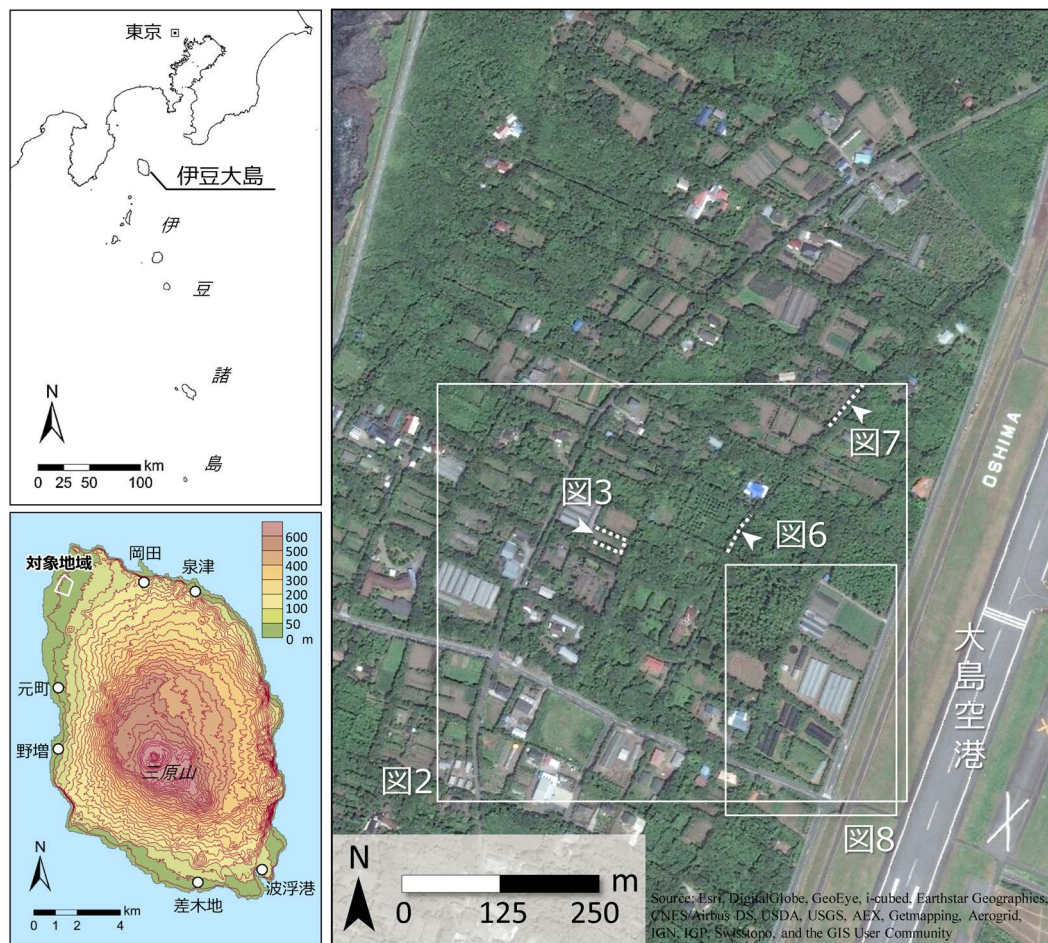 東京
伊豆大島
伊
豆
諸
島
N
km
0 25 50 100
対象地域
岡田
泉津
元町
野増
三原山
波浮港
差木地
600
500
400
300
200
100
50
0 m
N
km
0 1 2 4
図7
図3
図6
図2
図8
OSHIMA
大島空港
N
m
0 125 250
Source: Esri, DigitalGlobe, GeoEye, i-cubed, Earthstar Geographics,
CNES/Airbus DS, USDA, USGS, AEX, Getmapping, Aerogrid,
IGN, IGP, swisstopo, and the GIS User Community